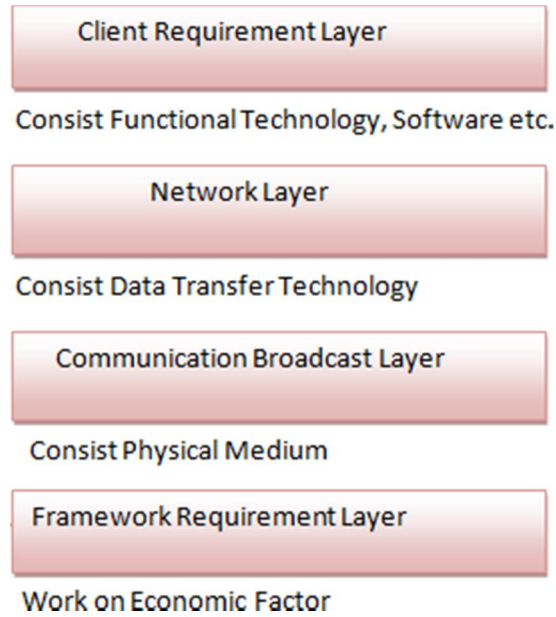 Client Requirement Layer
Consist Functional Technology, Software etc.
Network Layer
Consist Data Transfer Technology
Communication Broadcast Layer
Consist Physical Medium
Framework Requirement Layer
Work on Economic Factor